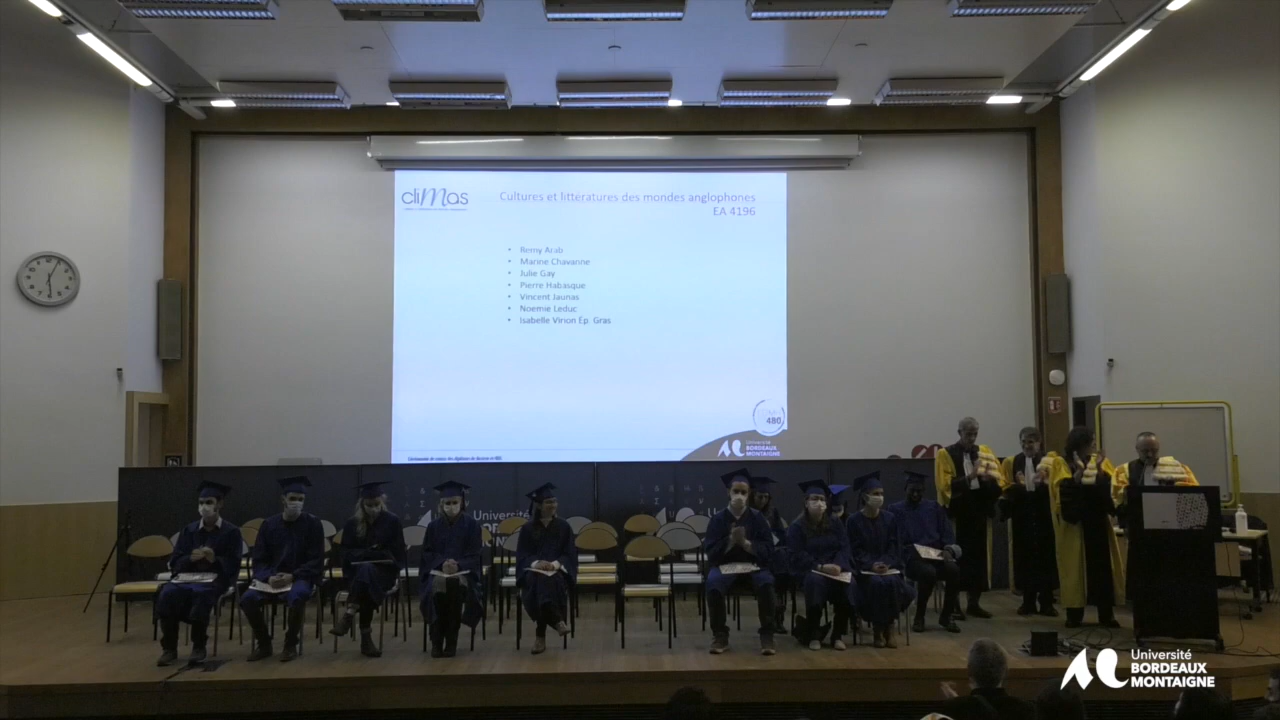 cliMas
Cultures et littératures des mondes anglophones
EA 4196
• Remy Arab
• Marine Chavanne
• Julie Gay
• Pierre Habasque
• Vincent Jaunas
• Noemie Leduc
• Isabelle Virion Ép. Gras
480
Université
BORDEAUX
MONTAIGNE
Université
Université
BORDEAUX
MONTAIGNE